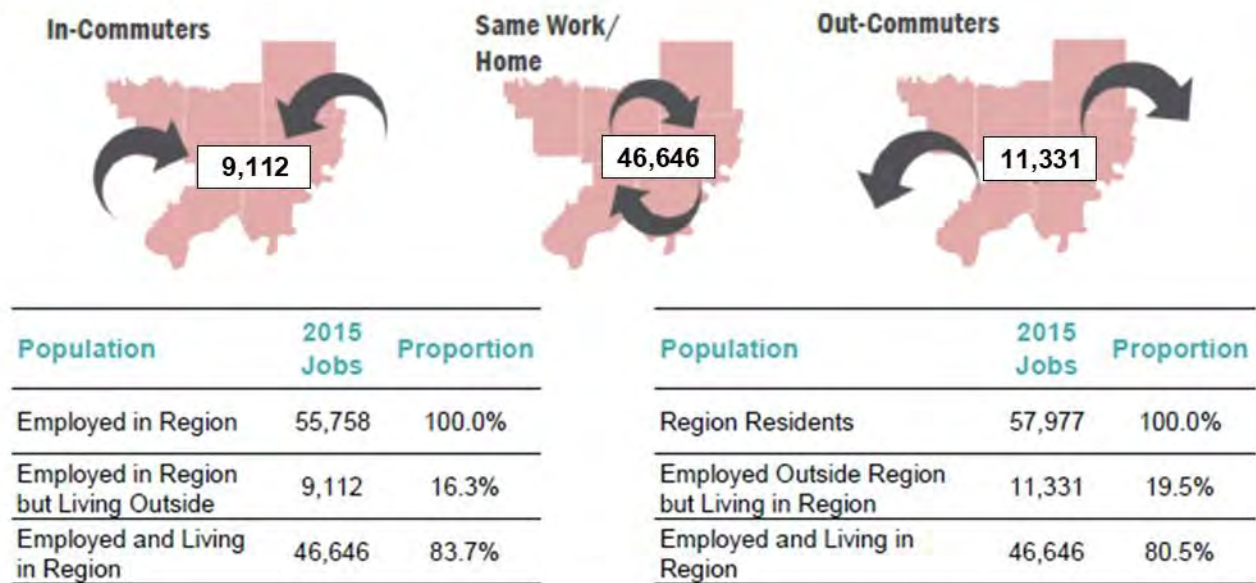 In-Commuters
9,112
Same Work/
Home
46,646
Out-Commuters
11,331
Population 2015 Jobs Proportion
Employed in Region 55,758 100.0%
Employed in Region
but Living Outside 9,112 16.3%
Employed and Living
in Region 46,646 83.7%
Population 2015 Jobs Proportion
Region Residents 57,977 100.0%
Employed Outside Region
but Living in Region 11,331 19.5%
Employed and Living in
Region 46,646 80.5%